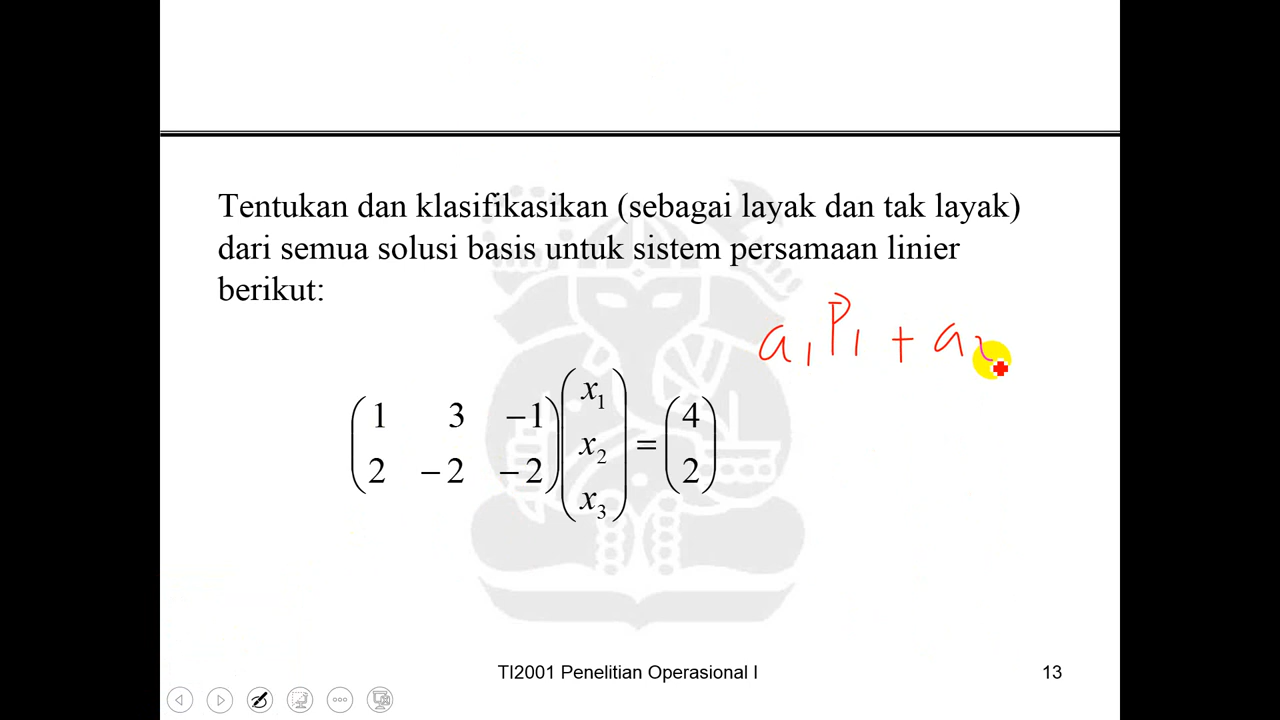 Tentukan dan klasifikasikan (sebagai layak dan tak layak)
dari semua solusi basis untuk sistem persamaan linier
berikut:
a₁P₁ + a₂
(1 3 −1) (x₁) (4)
(2 −2 −2) (x₂) = (2)
(x₃)
TI2001 Penelitian Operasional I 13